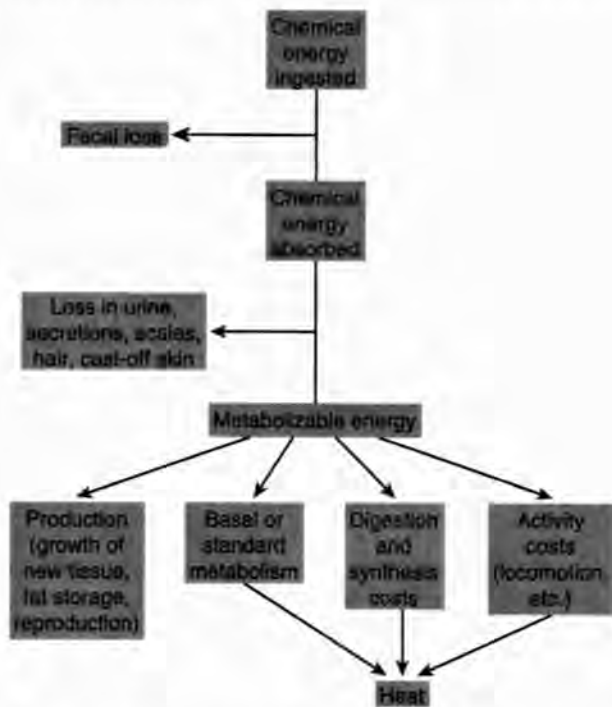 Chemical
energy
ingested
Fecal loss
Chemical
energy
absorbed
Loss in urine,
secretions, scales,
hair, cast-off skin
Metabolizable energy
Production
(growth of
new tissue,
fat storage,
reproduction)
Basal or
standard
metabolism
Digestion
and
synthesis
costs
Activity
costs
(locomotion,
etc.)
Heat